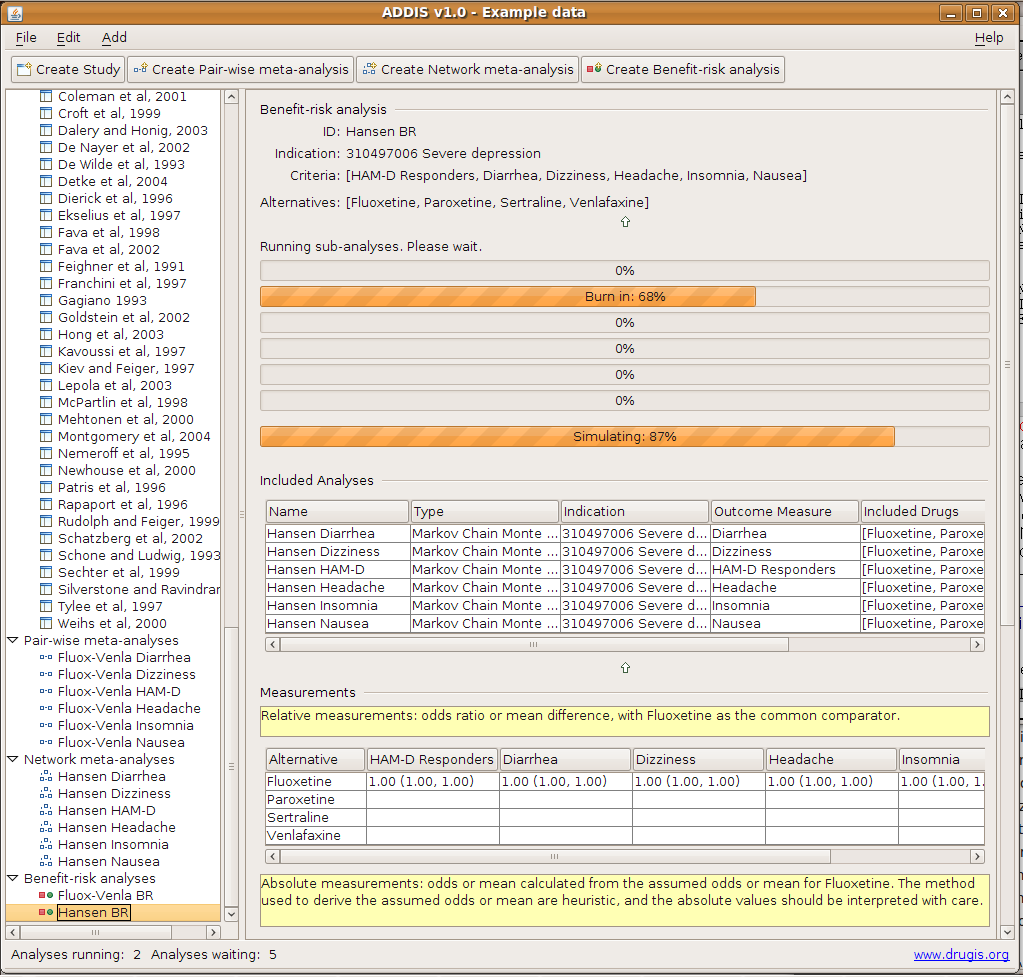 ADDIS v1.0 - Example data
File Edit Add Help
Create Study Create Pair-wise meta-analysis Create Network meta-analysis Create Benefit-risk analysis
Coleman et al, 2001
Croft et al, 1999
Dalery and Honig, 2003
De Nayer et al, 2002
De Wilde et al, 1993
Detke et al, 2004
Dierick et al, 1996
Ekselius et al, 1997
Fava et al, 1998
Fava et al, 2002
Feighner et al, 1991
Franchini et al, 1997
Gagiano 1993
Goldstein et al, 2002
Hong et al, 2003
Kavoussi et al, 1997
Kiev and Feiger, 1997
Lepola et al, 2003
McPartlin et al, 1998
Mehtonen et al, 2000
Montgomery et al, 2004
Nemeroff et al, 1995
Newhouse et al, 2000
Patris et al, 1996
Rapaport et al, 1996
Rudolph and Feiger, 1999
Schatzberg et al, 2002
Schone and Ludwig, 1993
Sechter et al, 1999
Silverstone and Ravindrar
Tylee et al, 1997
Weihs et al, 2000
Pair-wise meta-analyses
Fluox-Venla Diarrhea
Fluox-Venla Dizziness
Fluox-Venla HAM-D
Fluox-Venla Headache
Fluox-Venla Insomnia
Fluox-Venla Nausea
Network meta-analyses
Hansen Diarrhea
Hansen Dizziness
Hansen HAM-D
Hansen Headache
Hansen Insomnia
Hansen Nausea
Benefit-risk analyses
Fluox-Venla BR
Hansen BR
Benefit-risk analysis
ID: Hansen BR
Indication: 310497006 Severe depression
Criteria: [HAM-D Responders, Diarrhea, Dizziness, Headache, Insomnia, Nausea]
Alternatives: [Fluoxetine, Paroxetine, Sertraline, Venlafaxine]
Running sub-analyses. Please wait.
0%
Burn in: 68%
0%
0%
0%
0%
Simulating: 87%
Included Analyses
Name Type Indication Outcome Measure Included Drugs
Hansen Diarrhea Markov Chain Monte ... 310497006 Severe d... Diarrhea [Fluoxetine, Paroxe
Hansen Dizziness Markov Chain Monte ... 310497006 Severe d... Dizziness [Fluoxetine, Paroxe
Hansen HAM-D Markov Chain Monte ... 310497006 Severe d... HAM-D Responders [Fluoxetine, Paroxe
Hansen Headache Markov Chain Monte ... 310497006 Severe d... Headache [Fluoxetine, Paroxe
Hansen Insomnia Markov Chain Monte ... 310497006 Severe d... Insomnia [Fluoxetine, Paroxe
Hansen Nausea Markov Chain Monte ... 310497006 Severe d... Nausea [Fluoxetine, Paroxe
Measurements
Relative measurements: odds ratio or mean difference, with Fluoxetine as the common comparator.
Alternative HAM-D Responders Diarrhea Dizziness Headache Insomnia
Fluoxetine 1.00 (1.00, 1.00) 1.00 (1.00, 1.00) 1.00 (1.00, 1.00) 1.00 (1.00, 1.00) 1.00 (1.00, 1.
Paroxetine
Sertraline
Venlafaxine
Absolute measurements: odds or mean calculated from the assumed odds or mean for Fluoxetine. The method
used to derive the assumed odds or mean are heuristic, and the absolute values should be interpreted with care.
Analyses running: 2 Analyses waiting: 5
www.drugis.org